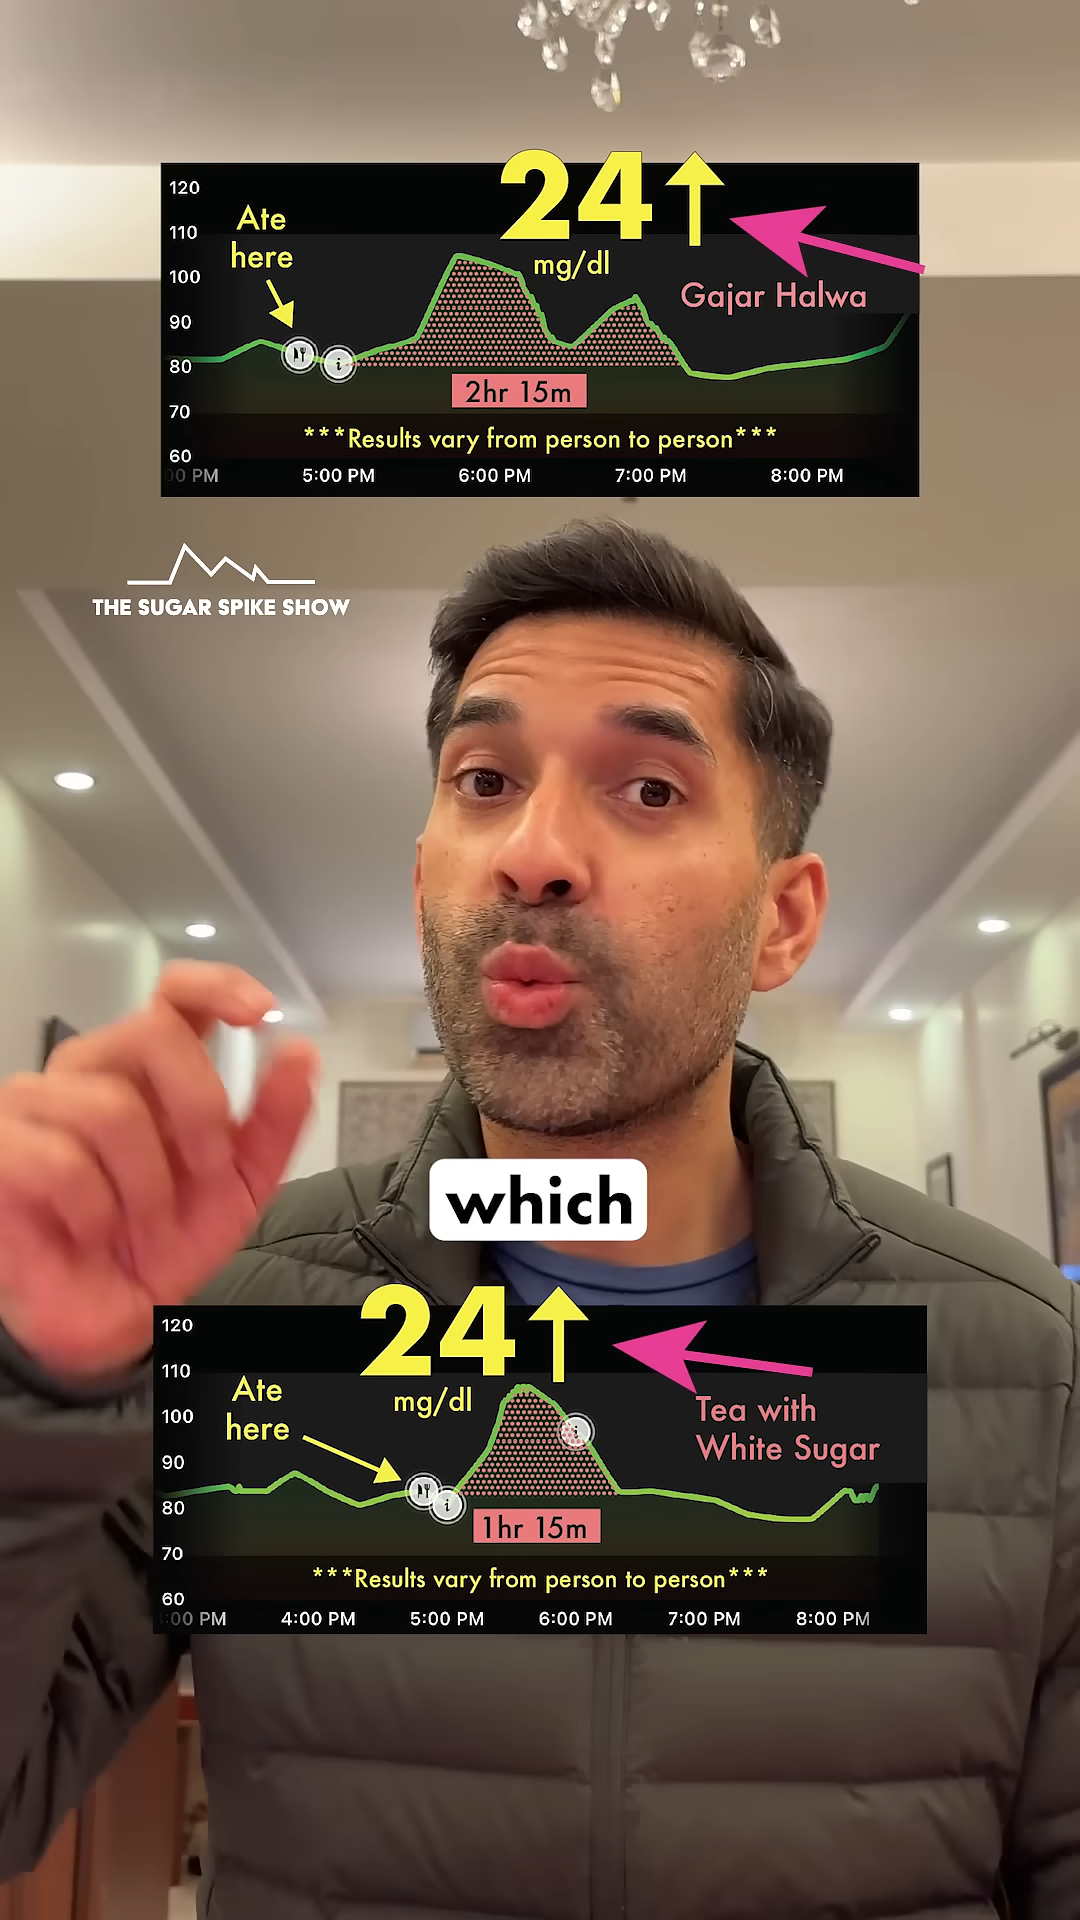 120
24
Ate
here
110
mg/dl
100
Gajar Halwa
90
80
i
2hr 15m
70
***Results vary from person to person***
60
00 PM
5:00 PM
6:00 PM
7:00 PM
8:00 PM
THE SUGAR SPIKE SHOW
which
24
120
110
Ate
here
mg/dl
100
Tea with
White Sugar
i
90
80
i
1hr 15m
70
***Results vary from person to person***
60
:00 PM
4:00 PM
5:00 PM
6:00 PM
7:00 PM
8:00 PM